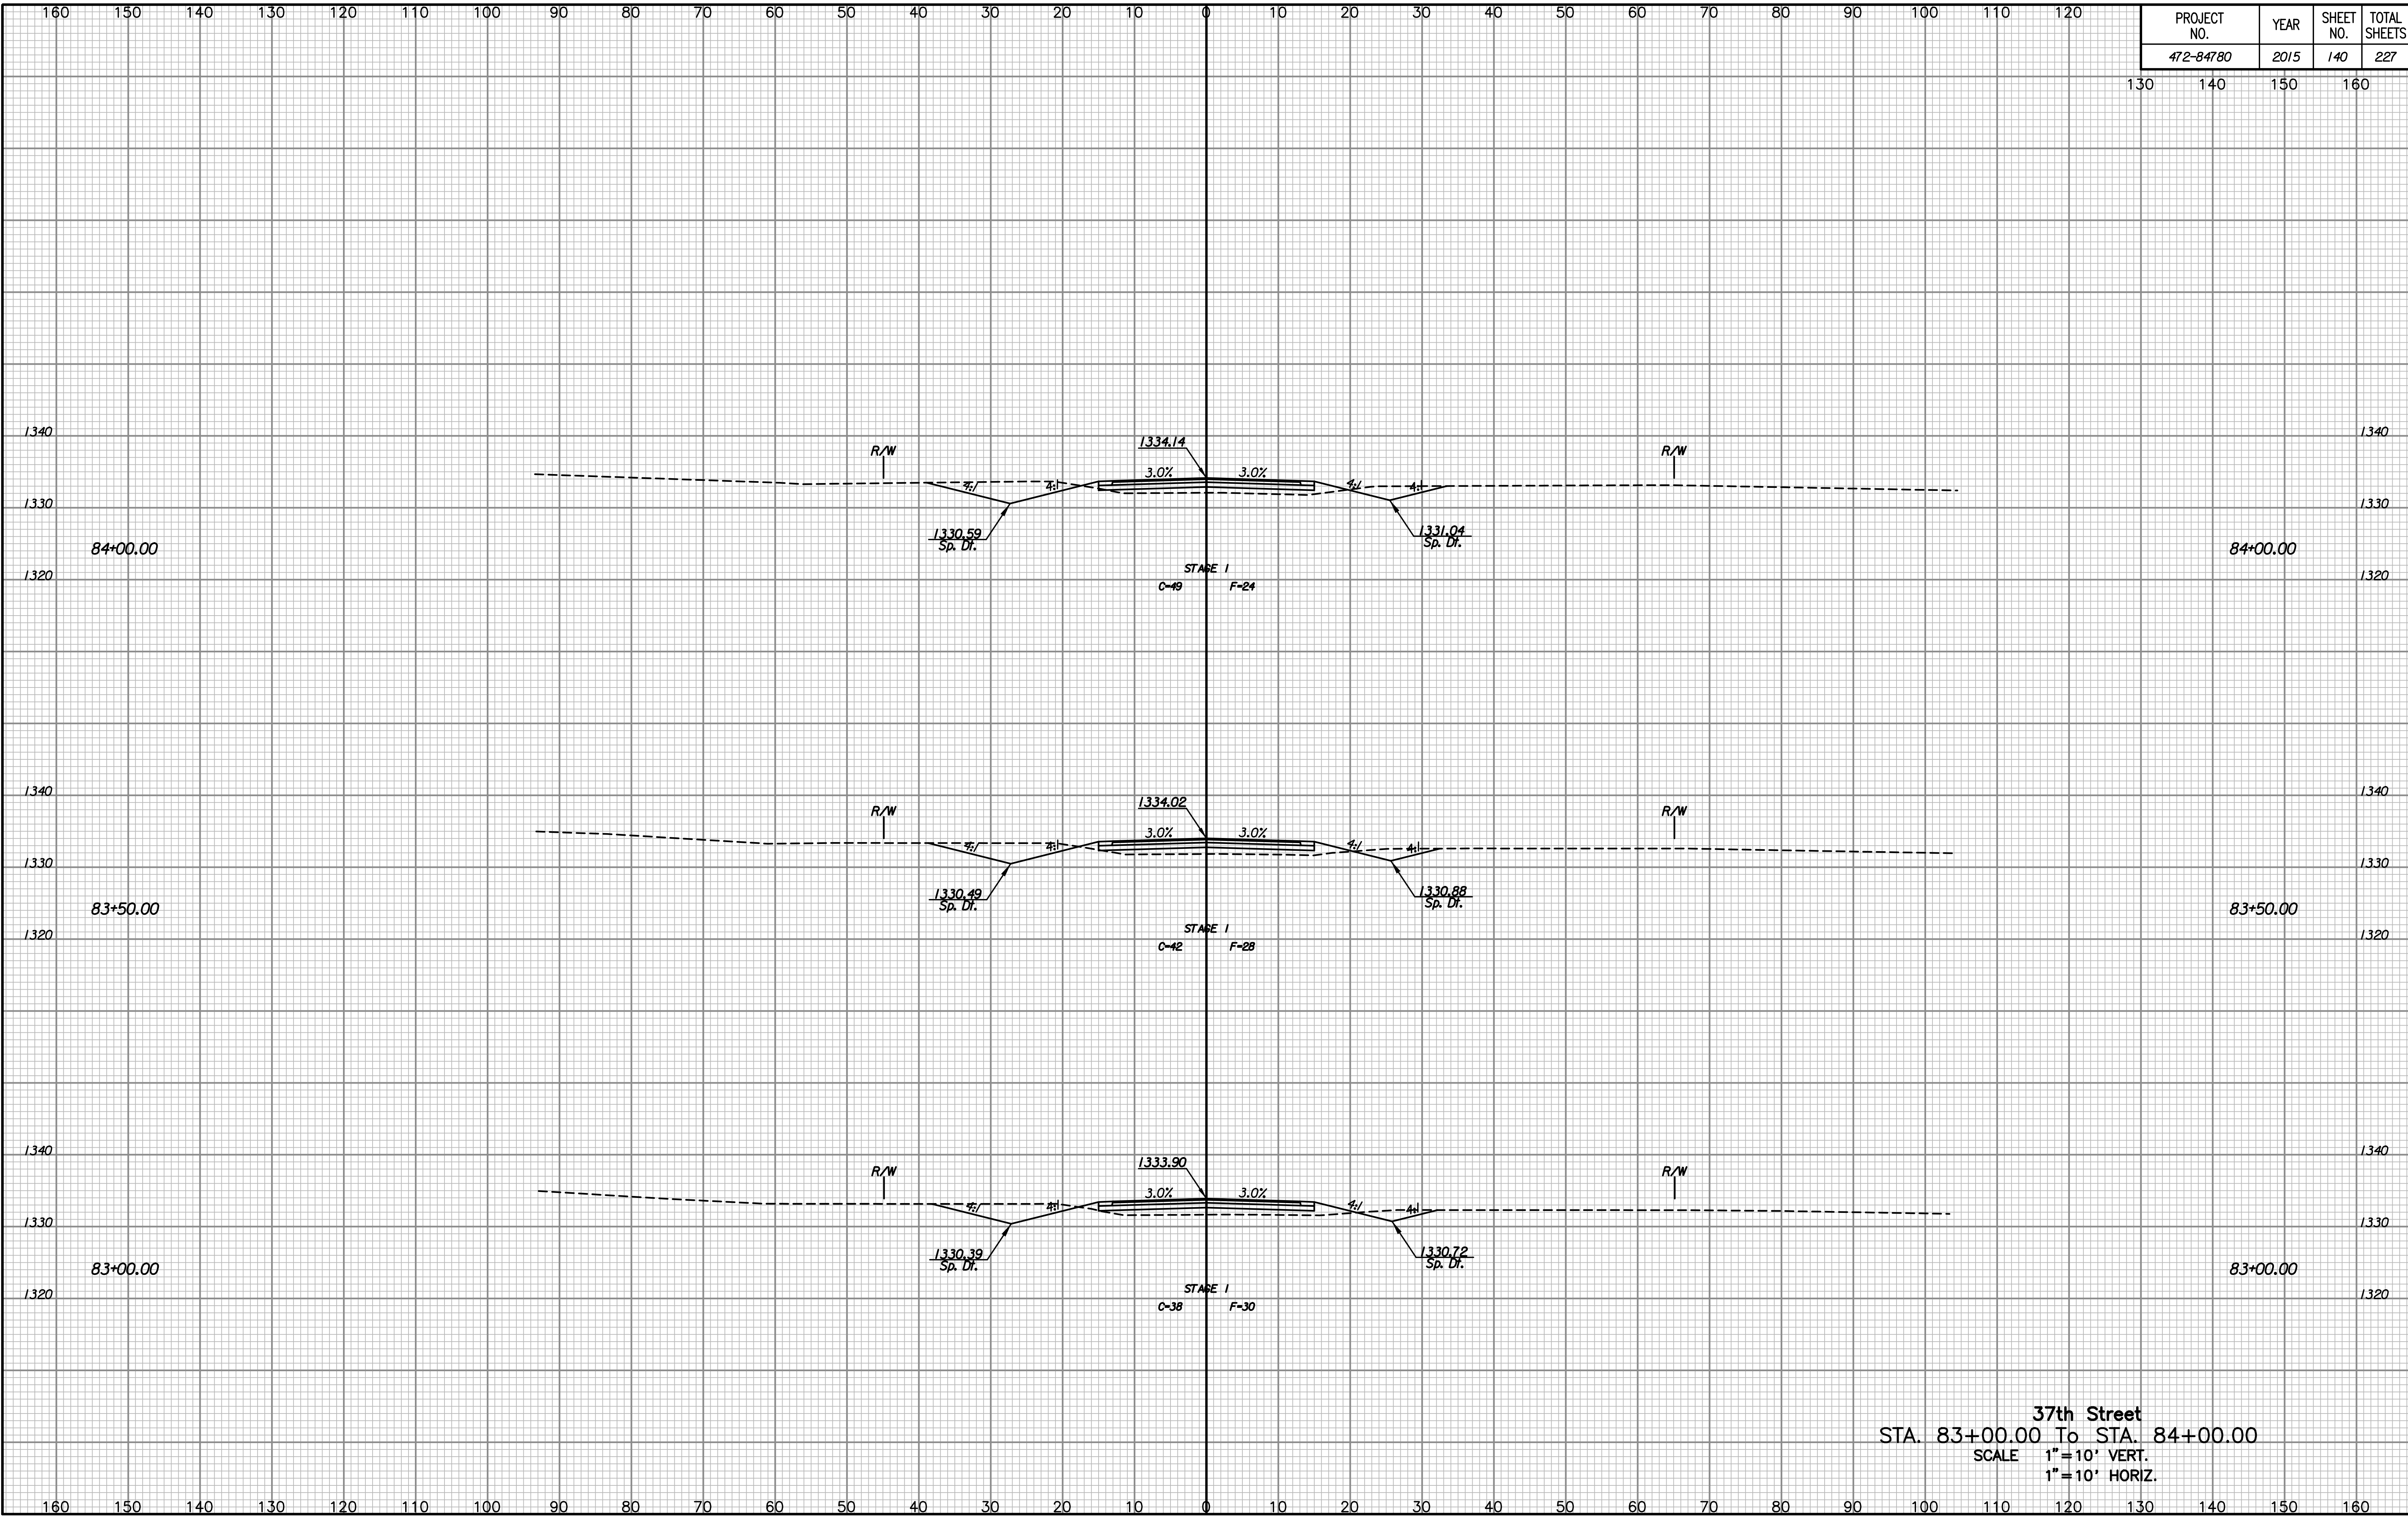 160 150 140 130 120 110 100 90 80 70 60 50 40 30 20 10 0 10 20 30 40 50 60 70 80 90 100 110 120
PROJECT NO. YEAR SHEET NO. TOTAL SHEETS
472-84780 2015 140 227
130 140 150 160
1340 1340
R/W 1334.14 R/W
3.0% 3.0%
4:1 4:1 4:1 4:1
1330 1330
1330.59 1331.04
Sp. Dt. Sp. Dt.
84+00.00 84+00.00
STAGE 1
1320 1320
C=49 F=24
1340 1340
R/W 1334.02 R/W
3.0% 3.0%
4:1 4:1 4:1 4:1
1330 1330
1330.49 1330.88
Sp. Dt. Sp. Dt.
83+50.00 83+50.00
STAGE 1
1320 1320
C=42 F=28
1340 1340
R/W 1333.90 R/W
3.0% 3.0%
4:1 4:1 4:1 4:1
1330 1330
1330.39 1330.72
Sp. Dt. Sp. Dt.
83+00.00 83+00.00
STAGE 1
1320 1320
C=38 F=30
37th Street
STA. 83+00.00 To STA. 84+00.00
SCALE 1"=10' VERT.
1"=10' HORIZ.
160 150 140 130 120 110 100 90 80 70 60 50 40 30 20 10 0 10 20 30 40 50 60 70 80 90 100 110 120 130 140 150 160